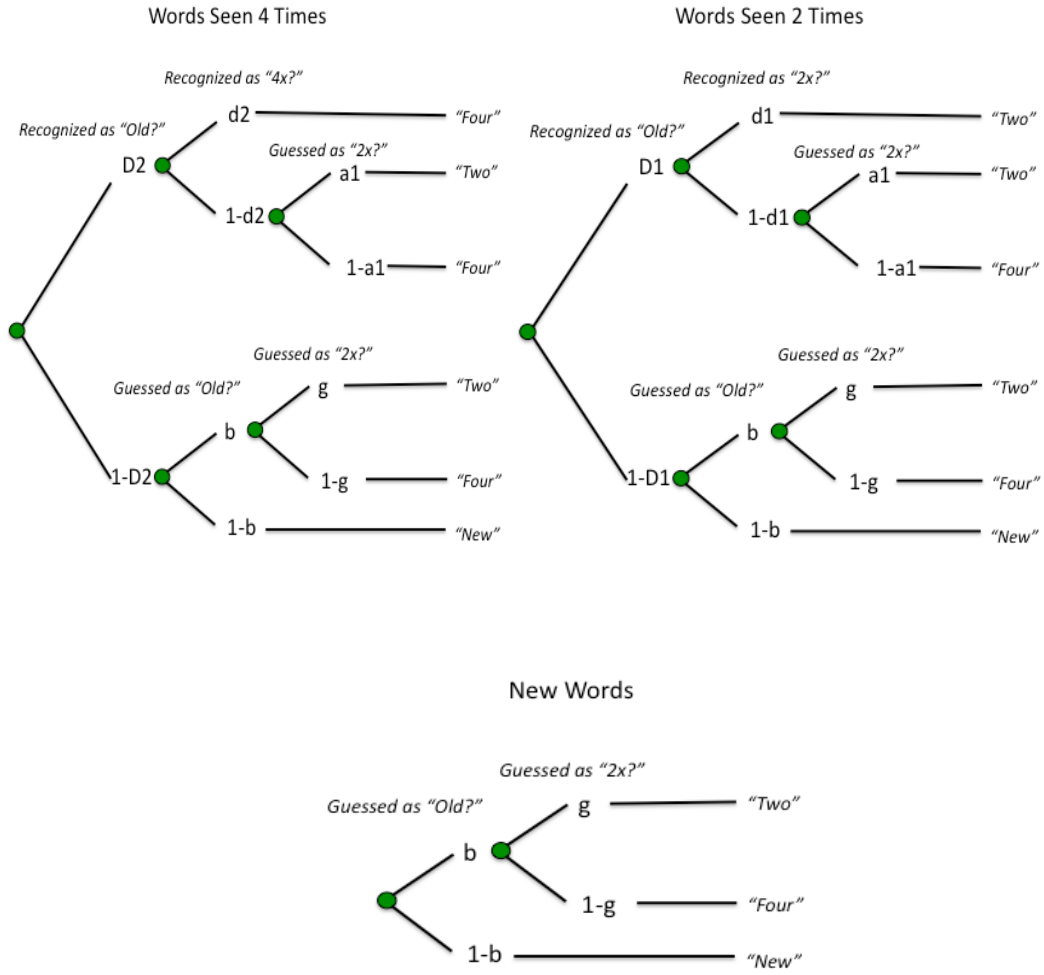 Words Seen 4 Times
Recognized as “4x?”
d2
“Four”
Recognized as “Old?”
D2
Guessed as “2x?”
a1
“Two”
1-d2
1-a1
“Four”
Guessed as “2x?”
g
“Two”
Guessed as “Old?”
b
1-D2
1-g
“Four”
1-b
“New”
Words Seen 2 Times
Recognized as “2x?”
d1
“Two”
Recognized as “Old?”
D1
Guessed as “2x?”
a1
“Two”
1-d1
1-a1
“Four”
Guessed as “2x?”
g
“Two”
Guessed as “Old?”
b
1-D1
1-g
“Four”
1-b
“New”
New Words
Guessed as “2x?”
g
“Two”
Guessed as “Old?”
b
1-g
“Four”
1-b
“New”